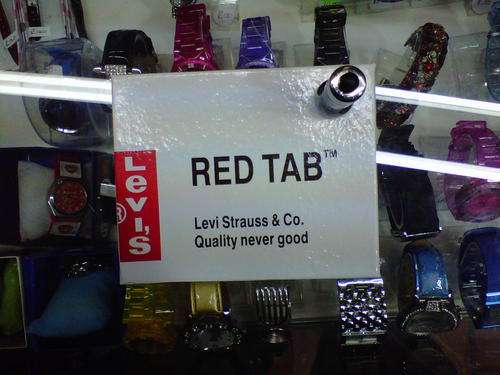 RED TAB™
LEVI'S®
Levi Strauss & Co.
Quality never good